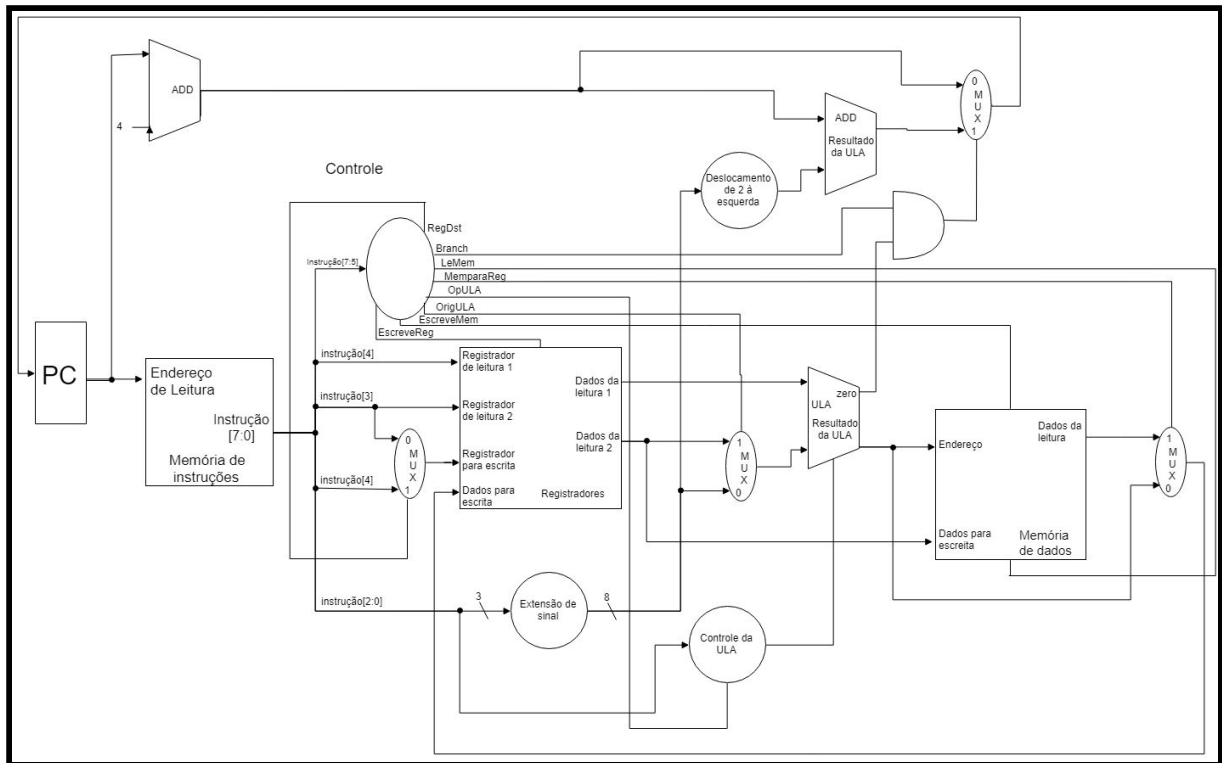 ADD
4
0
M
U
X
1
ADD
Resultado
da ULA
Controle
Deslocamento
de 2 à
esquerda
RegDst
Branch
LeMem
MemparaReg
OpULA
OrigULA
EscreveMem
EscreveReg
Instrução[7:5]
PC
Endereço
de Leitura
Instrução
[7:0]
Memória de
instruções
instrução[4]
instrução[3]
0
M
U
X
1
instrução[4]
Registrador
de leitura 1
Registrador
de leitura 2
Registrador
para escrita
Dados para
escrita
Dados da
leitura 1
Dados da
leitura 2
Registradores
1
M
U
X
0
zero
ULA
Resultado
da ULA
Endereço
Dados da
leitura
Dados para
escreita
Memória
de dados
1
M
U
X
0
instrução[2:0]
3
Extensão de
sinal
8
Controle da
ULA